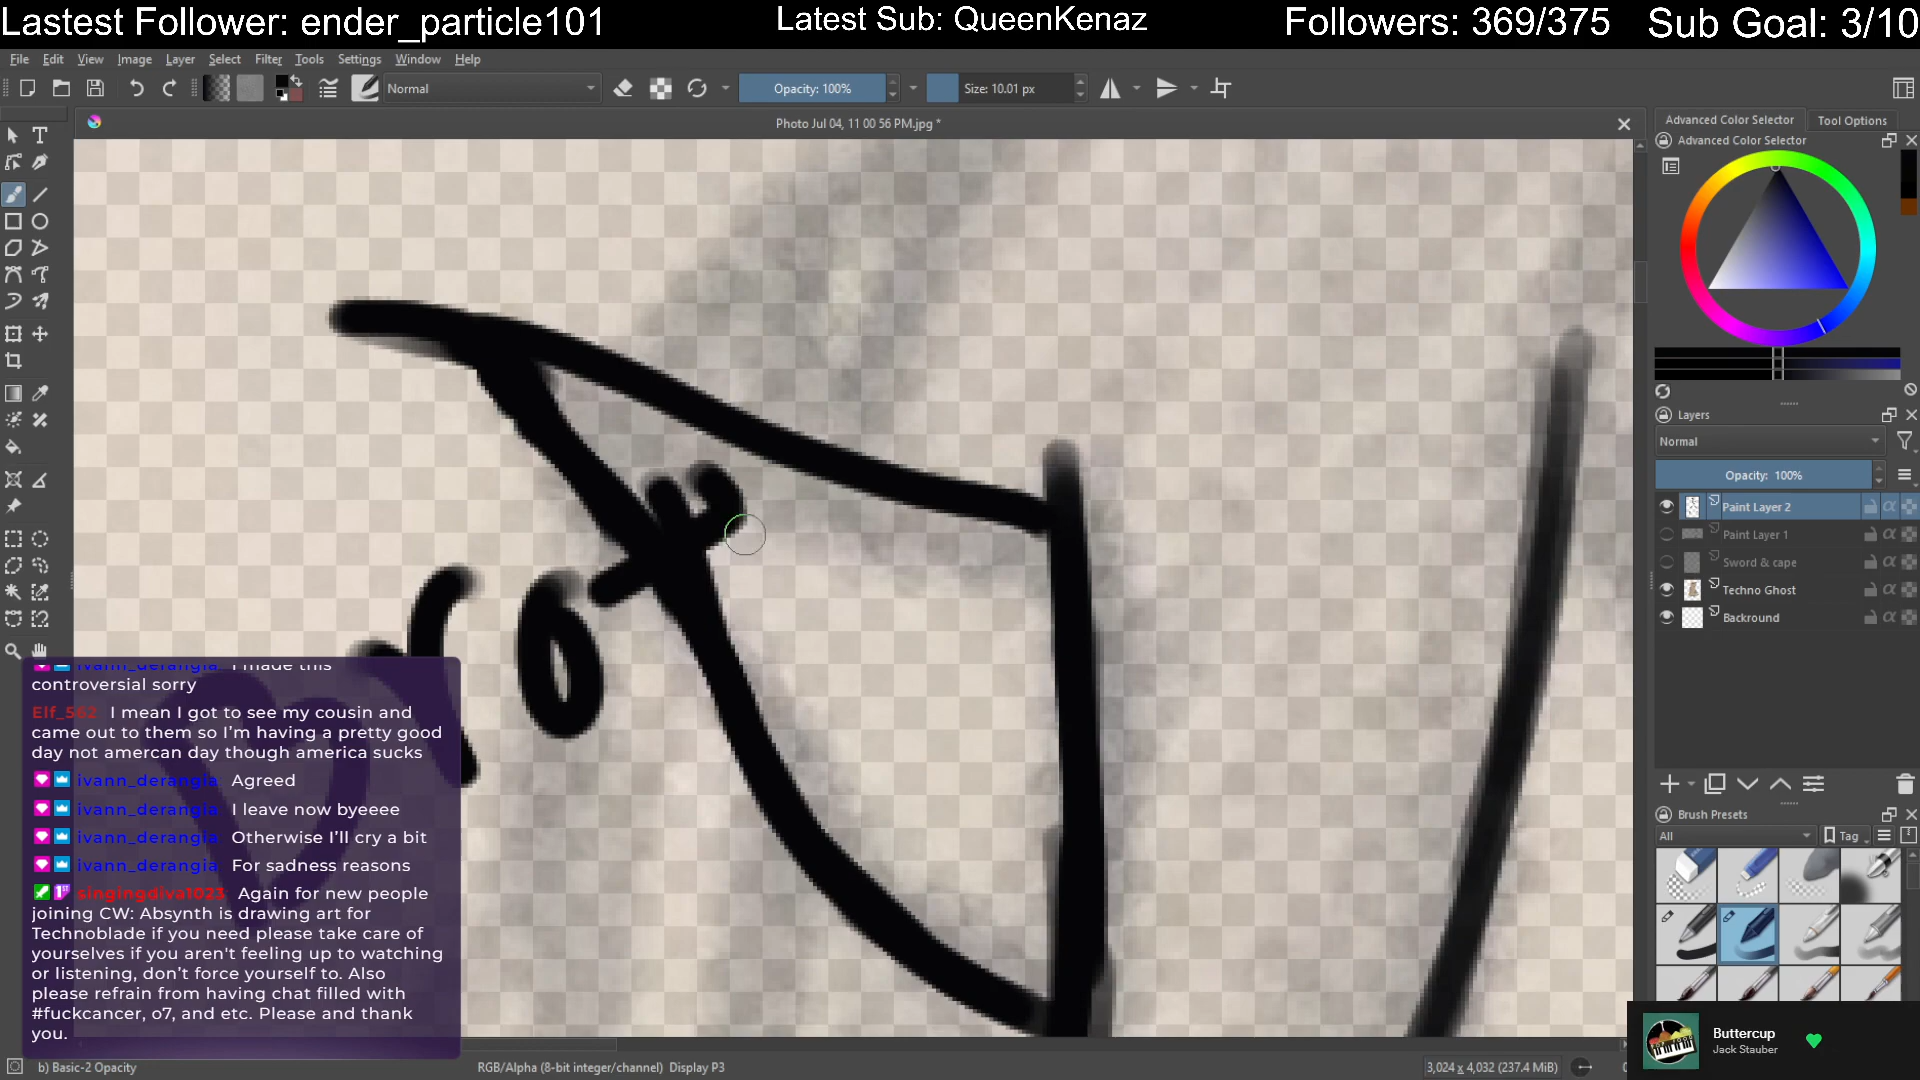 Lastest Follower: ender_particle101 Latest Sub: QueenKenaz Followers: 369/375 Sub Goal: 3/10
File Edit View Image Layer Select Filter Tools Settings Window Help
Normal Opacity: 100% Size: 10.01 px
Photo Jul 04, 11 00 56 PM.jpg *
Advanced Color Selector Tool Options
Advanced Color Selector
Layers
Normal
Opacity: 100%
Paint Layer 2
Paint Layer 1
Sword & cape
Techno Ghost
Backround
Brush Presets
All Tag
ivann_derangia I made this
controversial sorry
Elf_562 I mean I got to see my cousin and
came out to them so I'm having a pretty good
day not amercan day though america sucks
ivann_derangia Agreed
ivann_derangia I leave now byeeee
ivann_derangia Otherwise I'll cry a bit
ivann_derangia For sadness reasons
singingdiva1023 Again for new people
joining CW: Absynth is drawing art for
Technoblade if you need please take care of
yourselves if you aren't feeling up to watching
or listening, don't force yourself to. Also
please refrain from having chat filled with
#fuckcancer, o7, and etc. Please and thank
you.
Buttercup
Jack Stauber
b) Basic-2 Opacity RGB/Alpha (8-bit integer/channel) Display P3 3,024 x 4,032 (237.4 MiB)